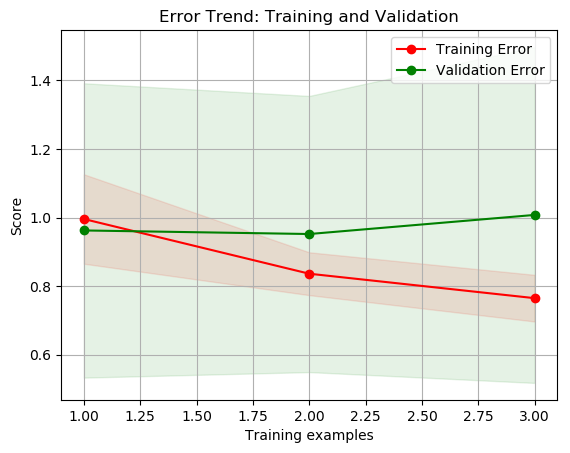 Error Trend: Training and Validation
Training Error
Validation Error
1.4
1.2
1.0
0.8
0.6
Score
1.00 1.25 1.50 1.75 2.00 2.25 2.50 2.75 3.00
Training examples